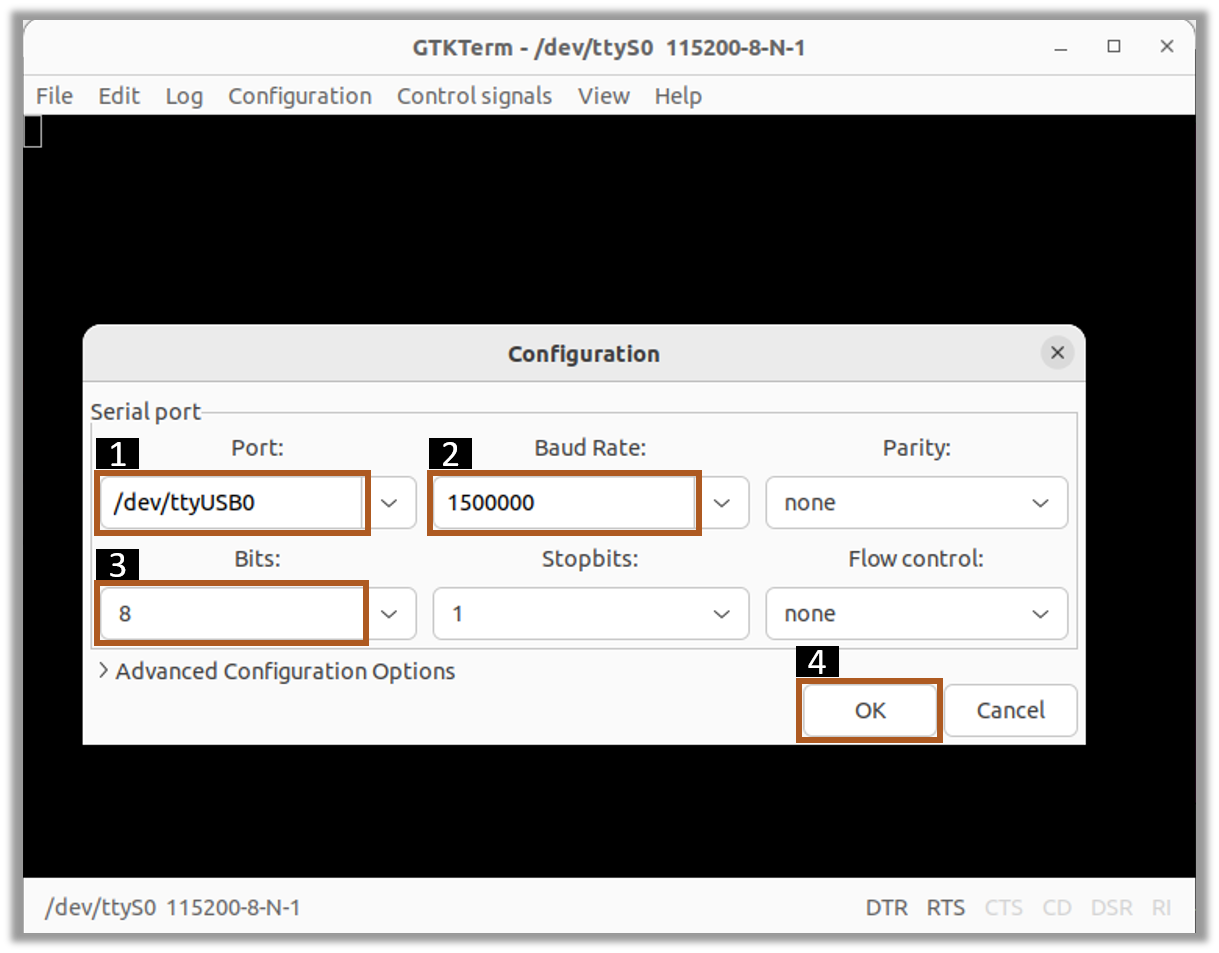 GTKTerm - /dev/ttyS0 115200-8-N-1
File Edit Log Configuration Control signals View Help
Configuration
Serial port
1 Port: 2 Baud Rate: Parity:
/dev/ttyUSB0 1500000 none
3 Bits: Stopbits: Flow control:
8 1 none
Advanced Configuration Options
4
OK Cancel
/dev/ttyS0 115200-8-N-1 DTR RTS CTS CD DSR RI